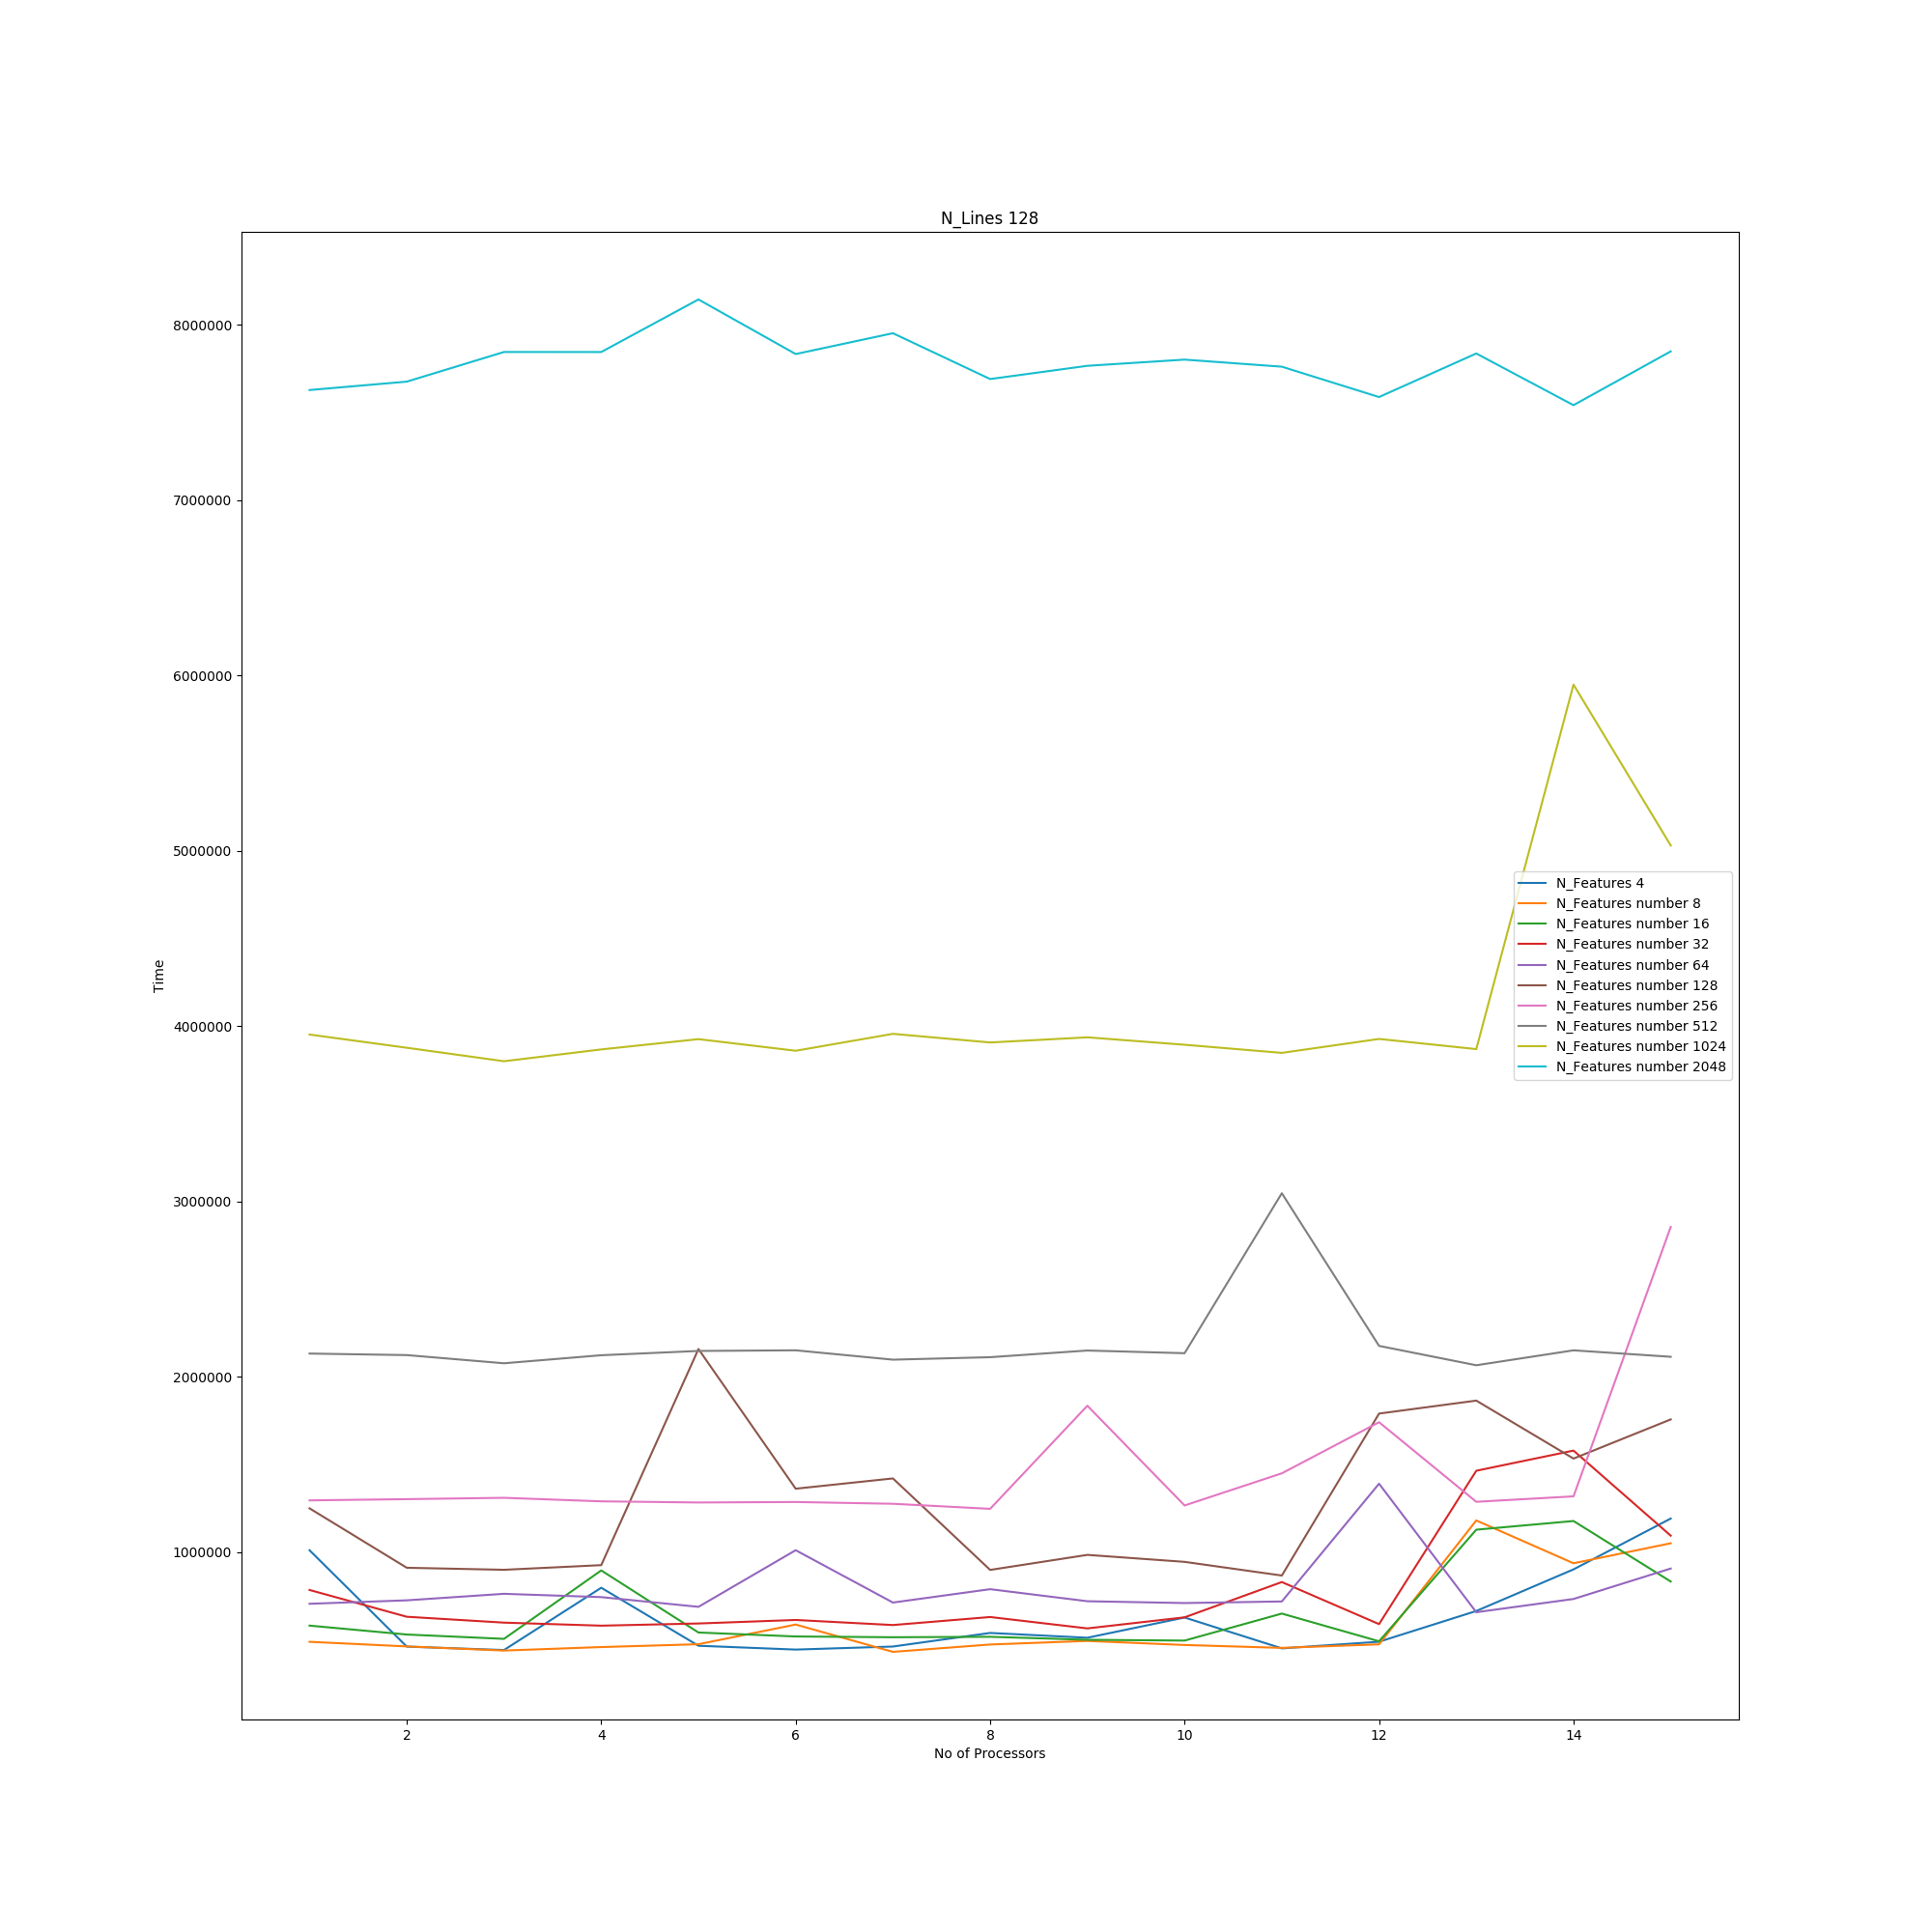 N_Lines 128
8000000
7000000
6000000
5000000
4000000
3000000
2000000
1000000
Time
2 4 6 8 10 12 14
No of Processors
N_Features 4
N_Features number 8
N_Features number 16
N_Features number 32
N_Features number 64
N_Features number 128
N_Features number 256
N_Features number 512
N_Features number 1024
N_Features number 2048